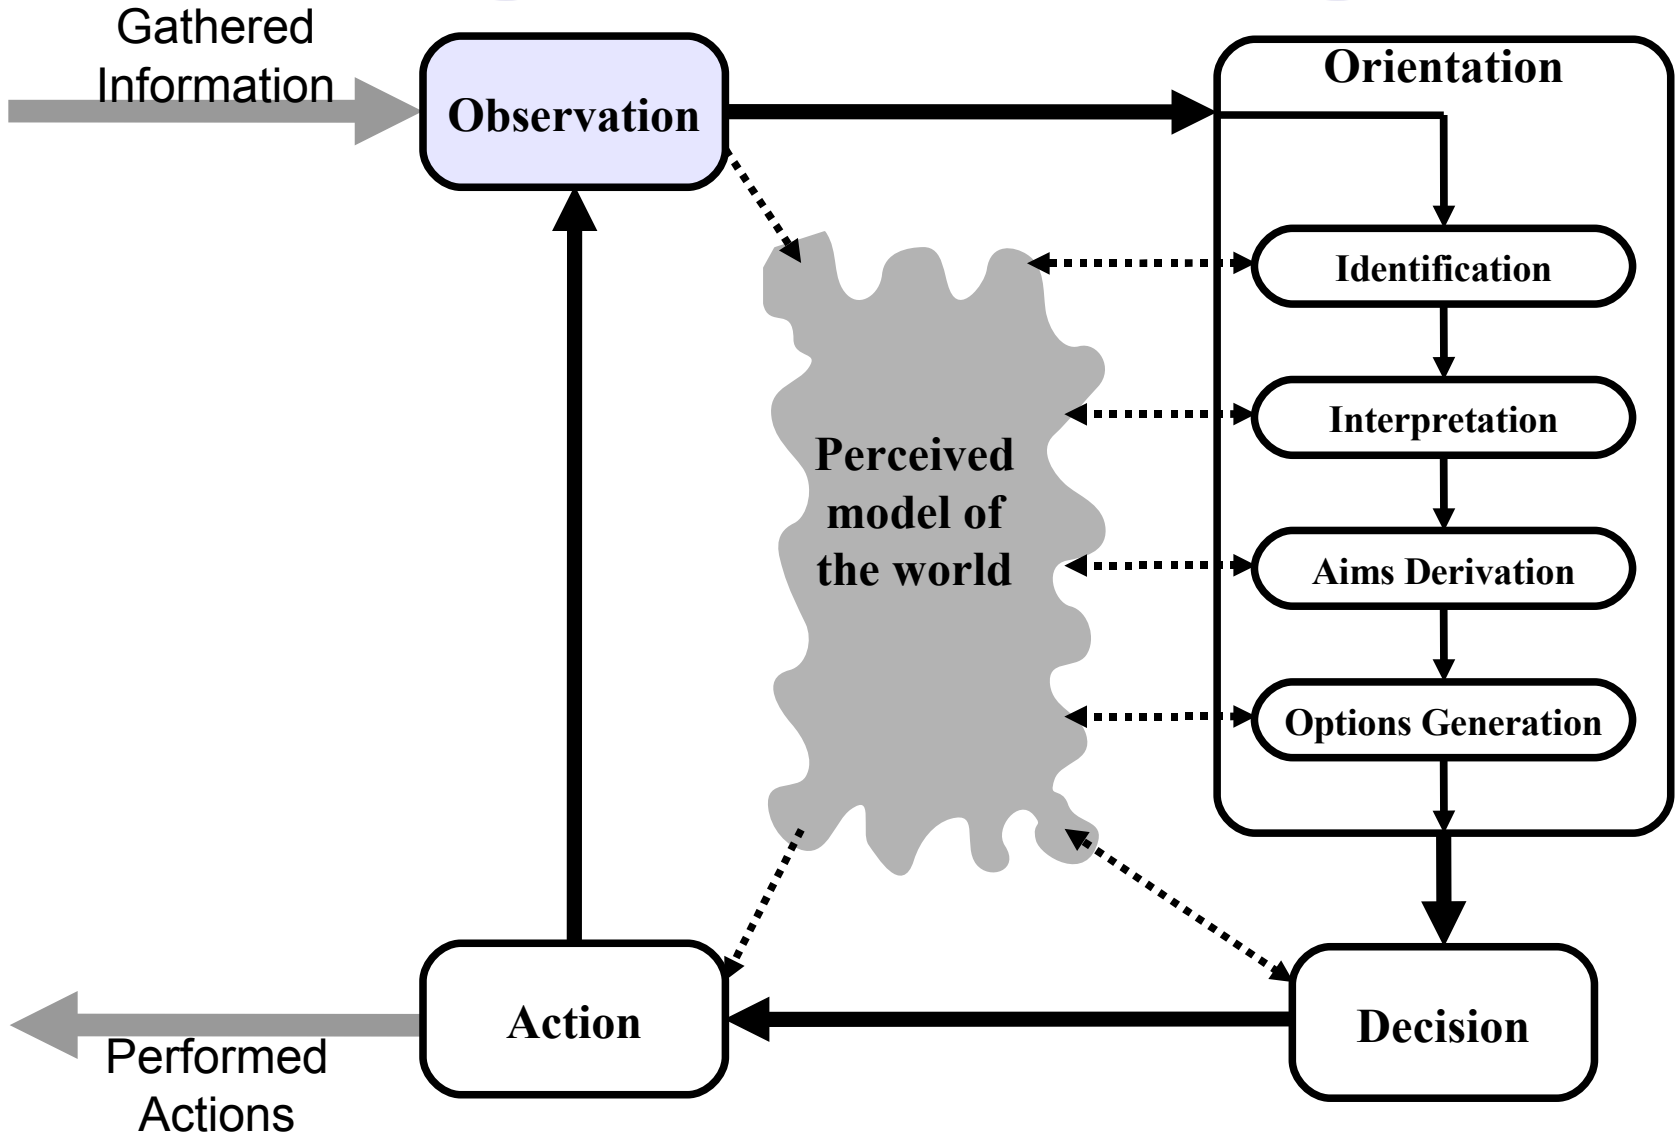 Gathered
Information
Observation
Orientation
Identification
Interpretation
Aims Derivation
Options Generation
Perceived
model of
the world
Action
Decision
Performed
Actions